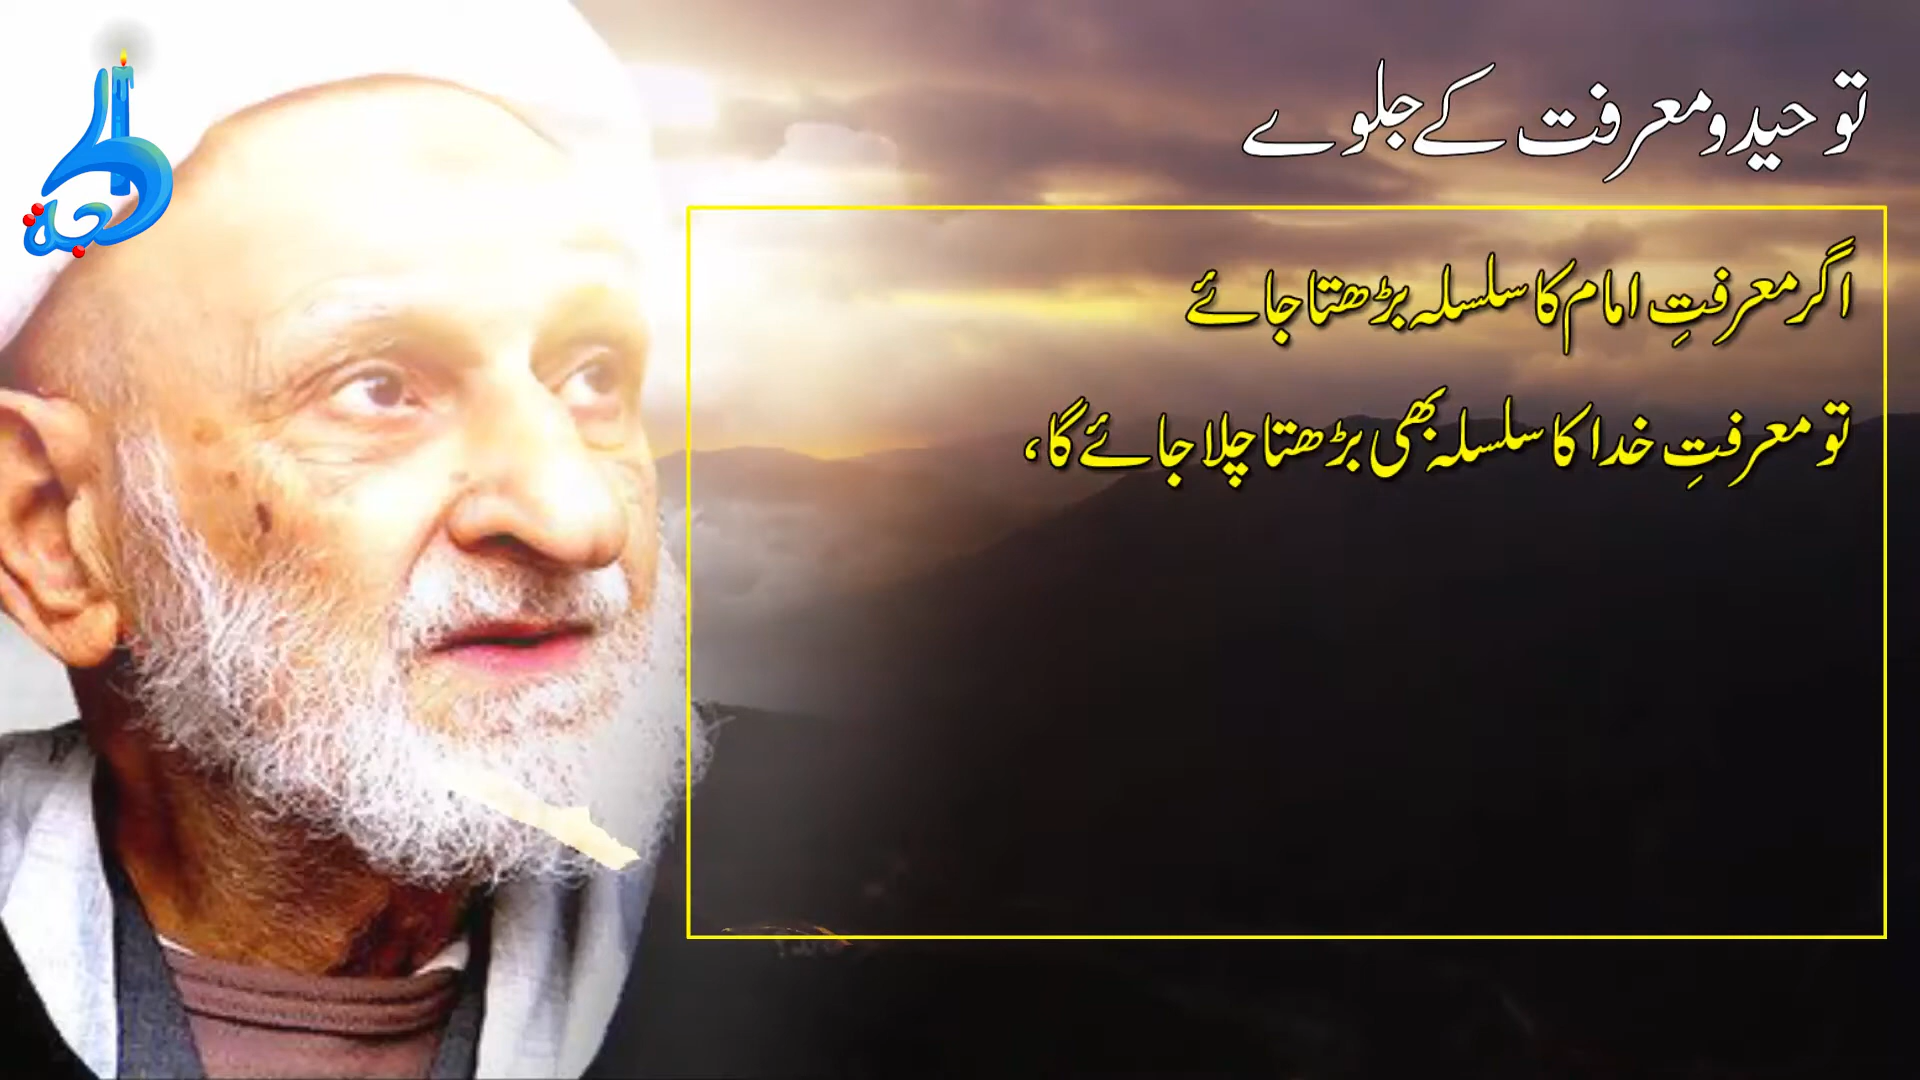 توحید و معرفت کے جلوے
اگر معرفتِ امام کا سلسلہ بڑھتا جائے
تو معرفتِ خدا کا سلسلہ بھی بڑھتا چلا جائے گا،